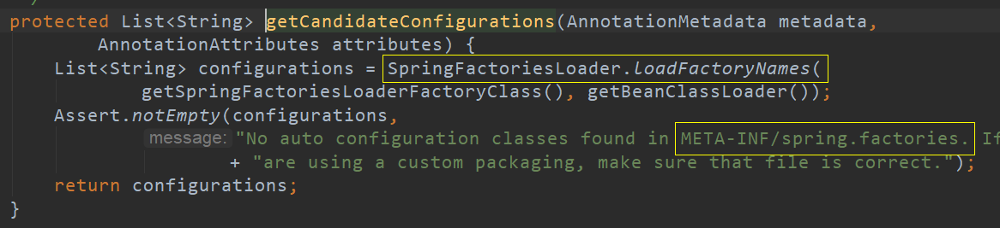 */
protected List<String> getCandidateConfigurations(AnnotationMetadata metadata,
AnnotationAttributes attributes) {
List<String> configurations = SpringFactoriesLoader.loadFactoryNames(
getSpringFactoriesLoaderFactoryClass(), getBeanClassLoader());
Assert.notEmpty(configurations,
message: "No auto configuration classes found in META-INF/spring.factories. If
+ "are using a custom packaging, make sure that file is correct.");
return configurations;
}